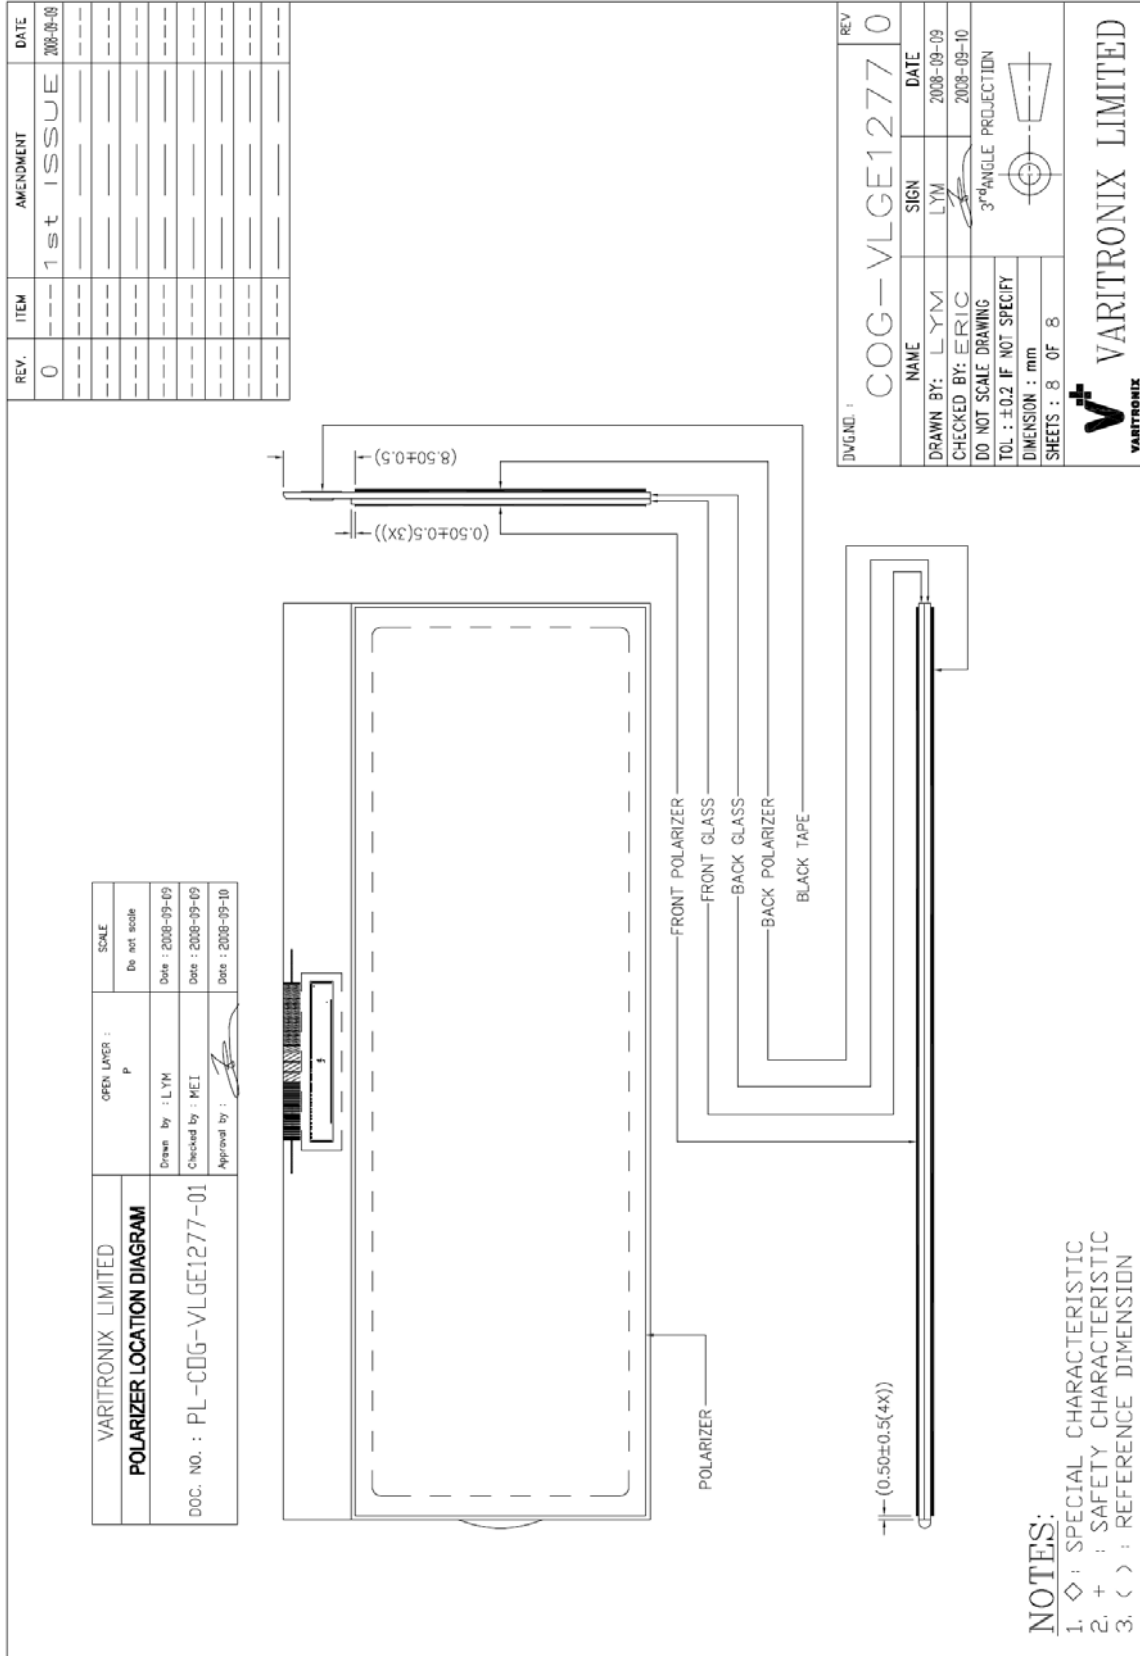 VARITRONIX LIMITED
POLARIZER LOCATION DIAGRAM
DOC. NO. : PL-COG-VLGE1277-01
OPEN LAYER :
P
SCALE
Do not scale
Drawn by : LYM
Date : 2008-09-09
Checked by : MEI
Date : 2008-09-09
Approval by :
Date : 2008-09-10
REV.
ITEM
AMENDMENT
DATE
0
1st ISSUE
2008-09-09
(8.50±0.5)
(0.50±0.5(3X))
FRONT POLARIZER
FRONT GLASS
BACK GLASS
BACK POLARIZER
BLACK TAPE
POLARIZER
(0.50±0.5(4X))
NOTES:
1. ◇ : SPECIAL CHARACTERISTIC
2. + : SAFETY CHARACTERISTIC
3. ( ) : REFERENCE DIMENSION
DWG.NO. :
COG-VLGE1277
REV
0
NAME
SIGN
DATE
DRAWN BY: LYM
LYM
2008-09-09
CHECKED BY: ERIC
2008-09-10
DO NOT SCALE DRAWING
TOL : ±0.2 IF NOT SPECIFY
DIMENSION : mm
SHEETS : 8 OF 8
3rd ANGLE PROJECTION
VARITRONIX
VARITRONIX LIMITED